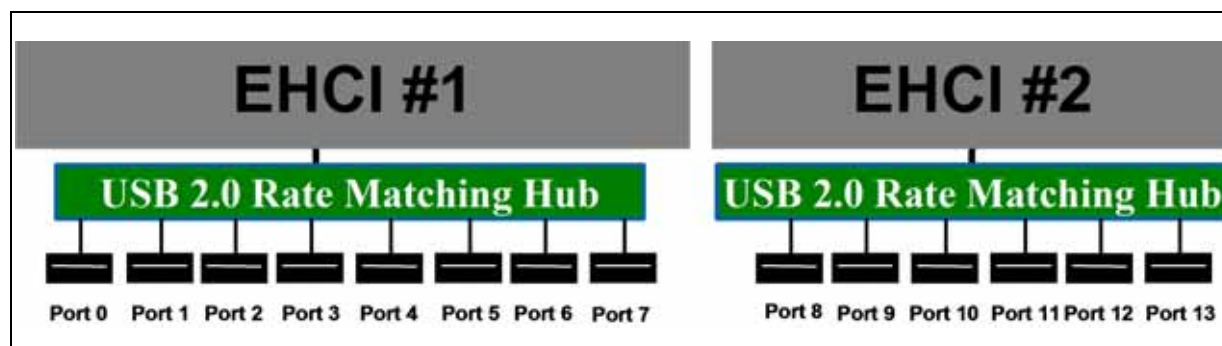 EHCI #1
EHCI #2
USB 2.0 Rate Matching Hub
USB 2.0 Rate Matching Hub
Port 0 Port 1 Port 2 Port 3 Port 4 Port 5 Port 6 Port 7
Port 8 Port 9 Port 10 Port 11 Port 12 Port 13